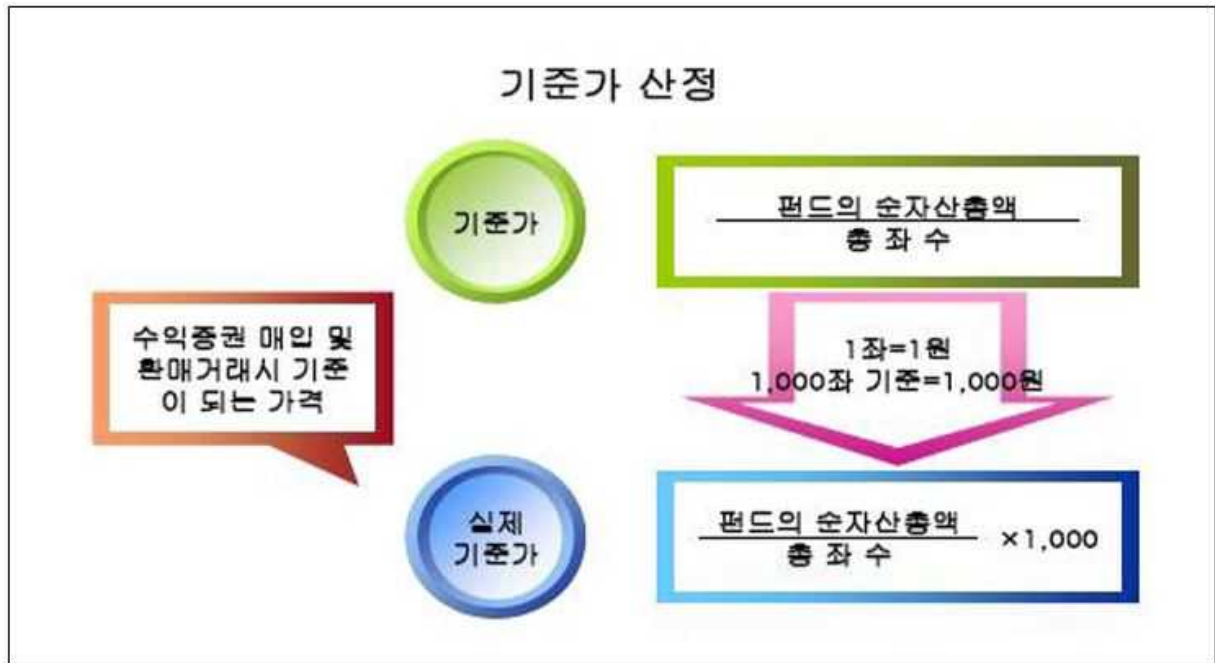 기준가 산정
기준가
펀드의 순자산총액
총 좌 수
수익증권 매입 및
환매거래시 기준
이 되는 가격
1좌=1원
1,000좌 기준=1,000원
실제
기준가
펀드의 순자산총액
총 좌 수
×1,000